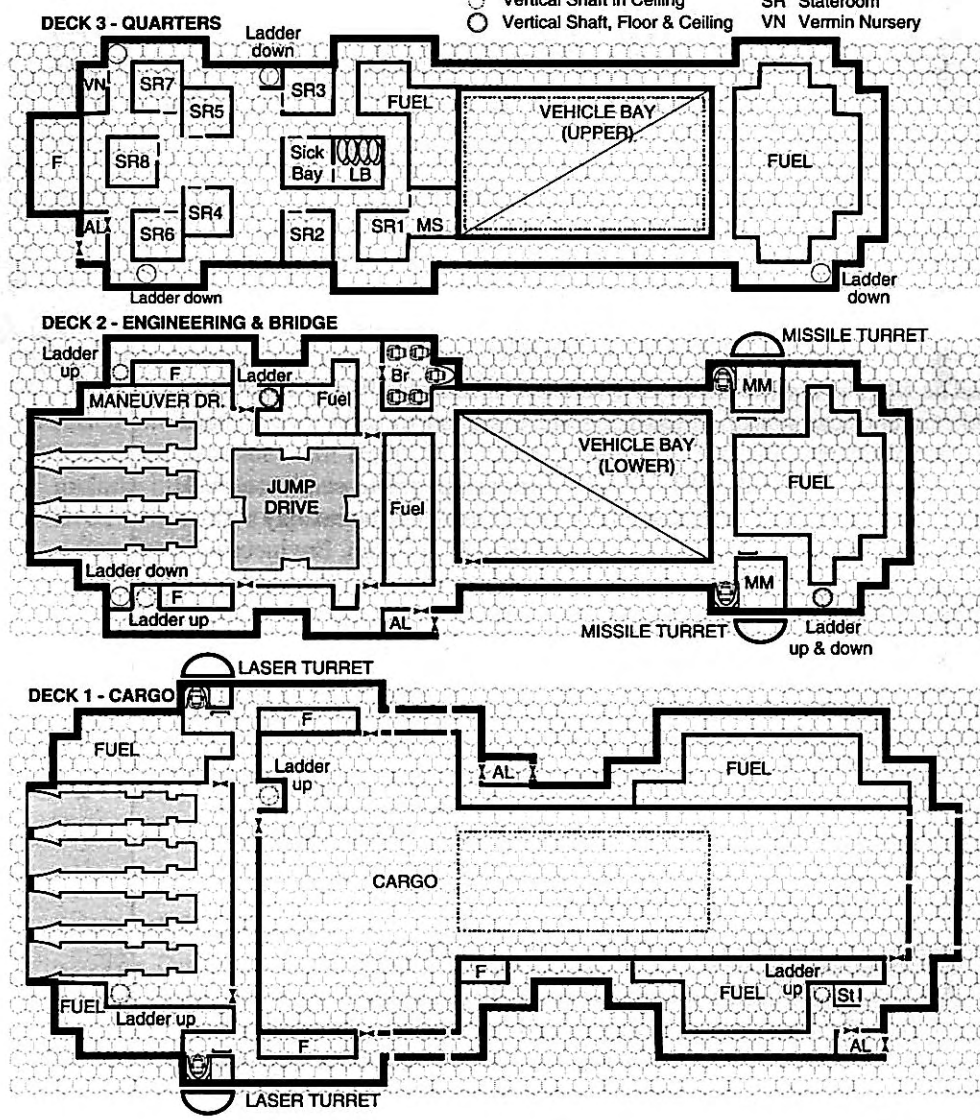 Vertical Shaft in Ceiling
SR Stateroom
Vertical Shaft, Floor & Ceiling
VN Vermin Nursery
DECK 3 - QUARTERS
Ladder
down
VN
SR7
SR5
SR3
FUEL
VEHICLE BAY
(UPPER)
FUEL
F
SR8
Sick
Bay
LB
AL
SR6
SR4
SR2
SR1
MS
Ladder down
Ladder
down
DECK 2 - ENGINEERING & BRIDGE
MISSILE TURRET
Ladder
up
F
Ladder
Br
MM
MANEUVER DR.
Fuel
VEHICLE BAY
(LOWER)
JUMP
DRIVE
Fuel
FUEL
Ladder down
F
Ladder up
AL
MM
MISSILE TURRET
Ladder
up & down
LASER TURRET
DECK 1 - CARGO
FUEL
F
Ladder
up
AL
FUEL
CARGO
F
Ladder
up
FUEL
St l
FUEL
Ladder up
F
AL
LASER TURRET